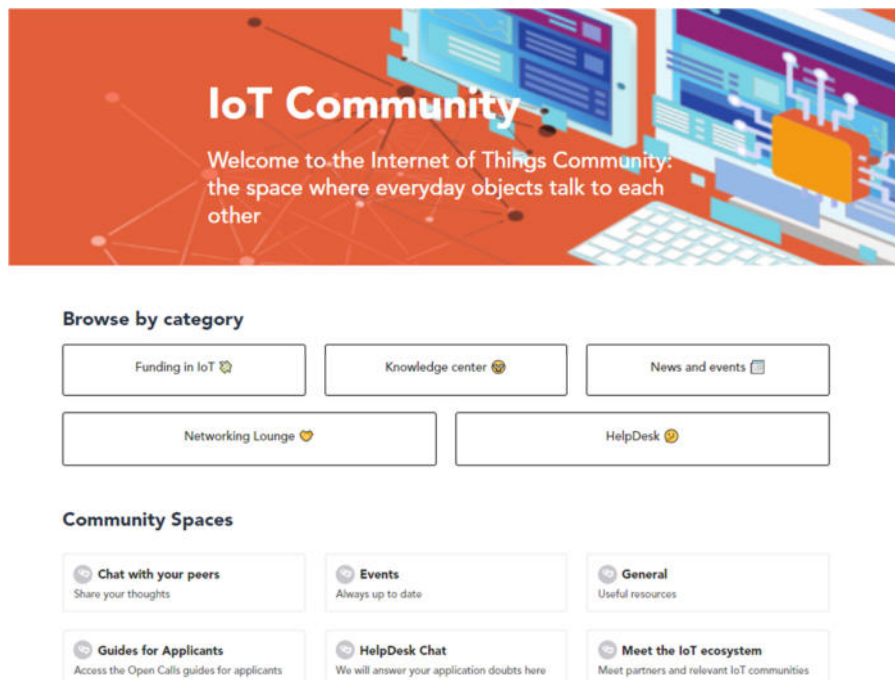 IoT Community
Welcome to the Internet of Things Community:
the space where everyday objects talk to each
other
Browse by category
Funding in IoT
Knowledge center
News and events
Networking Lounge
HelpDesk
Community Spaces
Chat with your peers
Share your thoughts
Events
Always up to date
General
Useful resources
Guides for Applicants
Access the Open Calls guides for applicants
HelpDesk Chat
We will answer your application doubts here
Meet the IoT ecosystem
Meet partners and relevant IoT communities